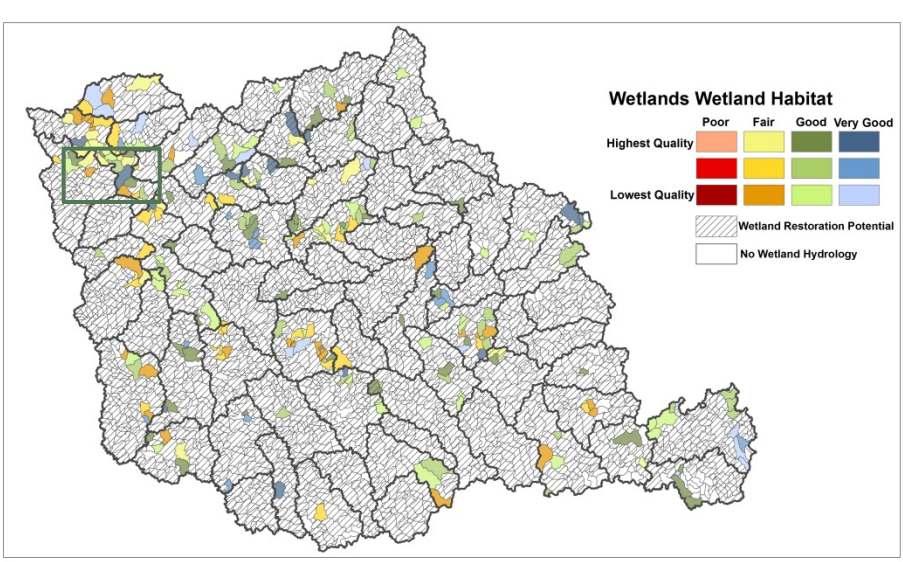 Wetlands Wetland Habitat
Poor Fair Good Very Good
Highest Quality
Lowest Quality
Wetland Restoration Potential
No Wetland Hydrology